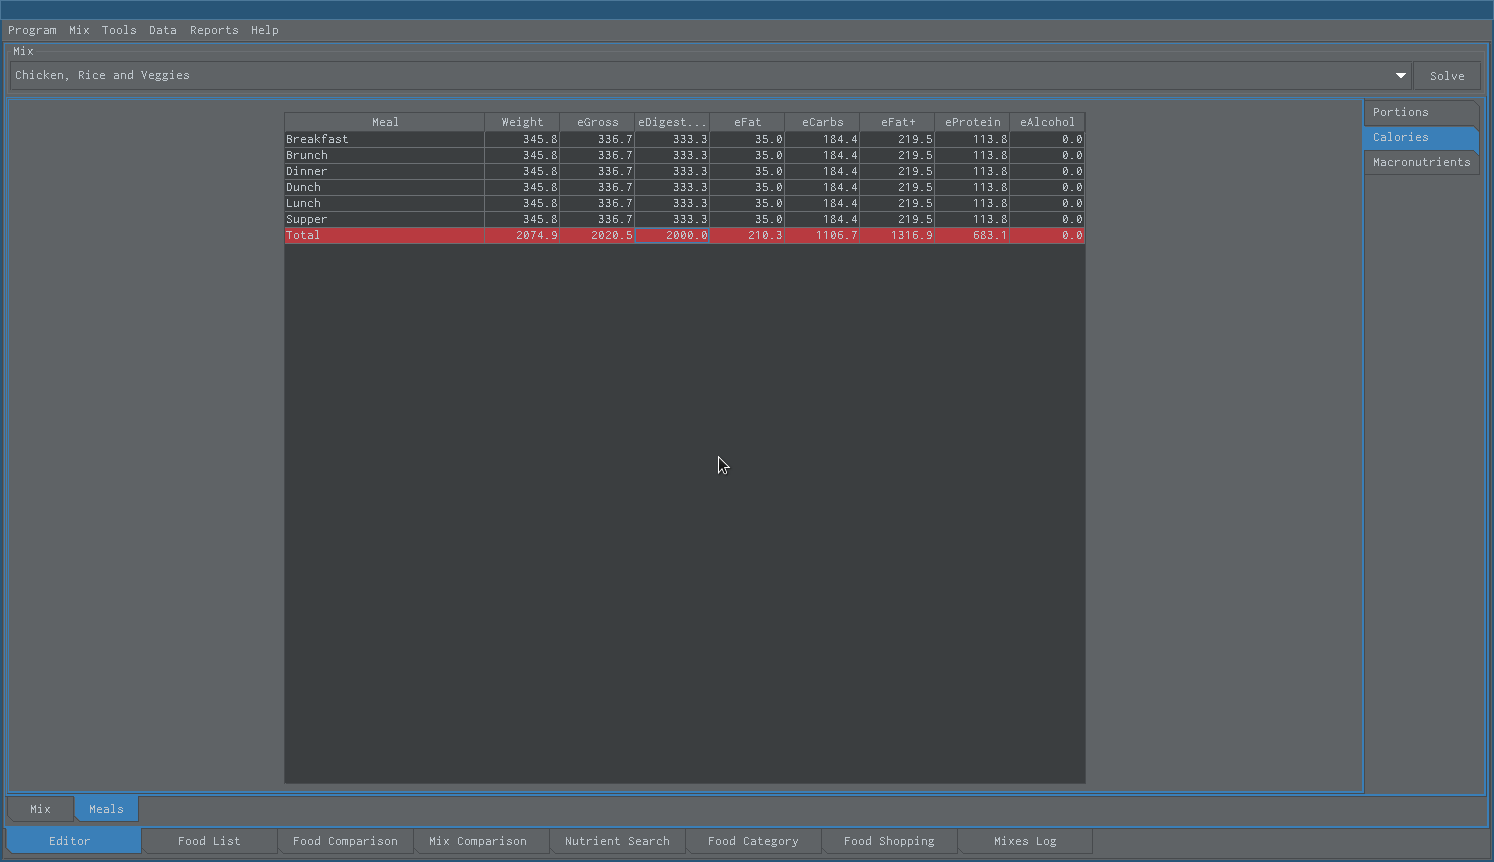 Program Mix Tools Data Reports Help
Mix
Chicken, Rice and Veggies Solve
Portions
Calories
Macronutrients
Meal Weight eGross eDigest... eFat eCarbs eFat+ eProtein eAlcohol
Breakfast 345.8 336.7 333.3 35.0 184.4 219.5 113.8 0.0
Brunch 345.8 336.7 333.3 35.0 184.4 219.5 113.8 0.0
Dinner 345.8 336.7 333.3 35.0 184.4 219.5 113.8 0.0
Dunch 345.8 336.7 333.3 35.0 184.4 219.5 113.8 0.0
Lunch 345.8 336.7 333.3 35.0 184.4 219.5 113.8 0.0
Supper 345.8 336.7 333.3 35.0 184.4 219.5 113.8 0.0
Total 2074.9 2020.5 2000.0 210.3 1106.7 1316.9 683.1 0.0
Mix Meals
Editor Food List Food Comparison Mix Comparison Nutrient Search Food Category Food Shopping Mixes Log